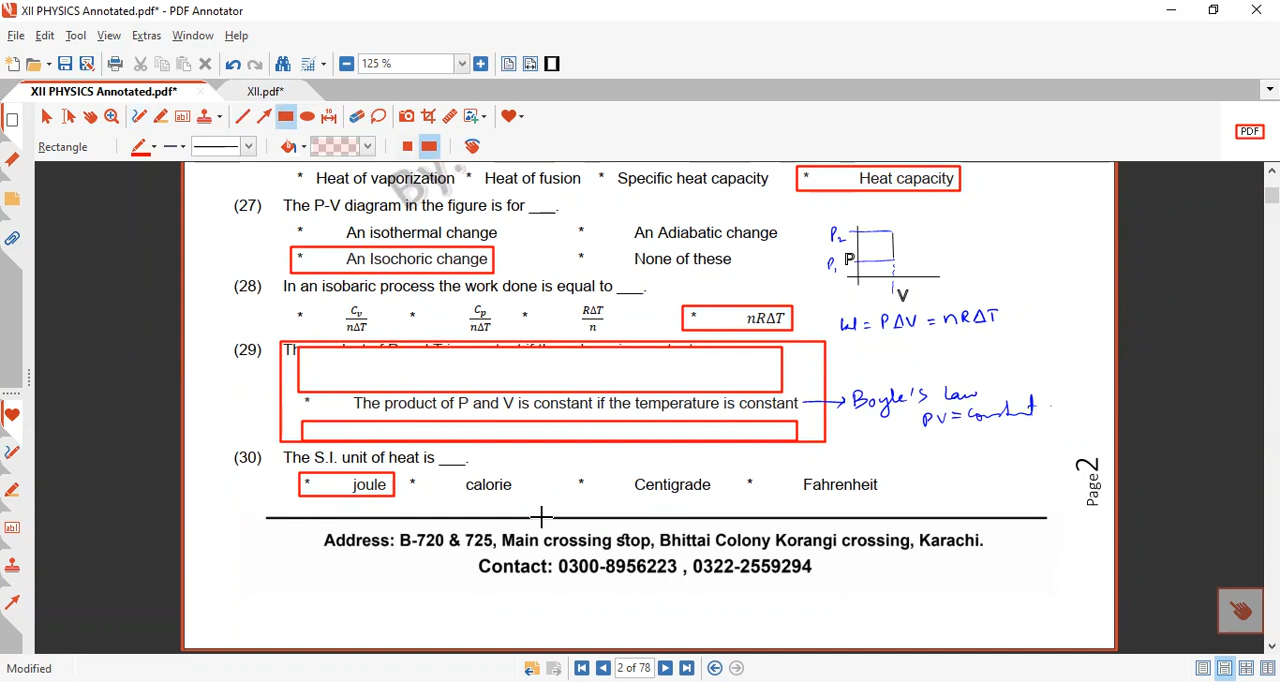 XII PHYSICS Annotated.pdf* - PDF Annotator
File Edit Tool View Extras Window Help
125 %
XII PHYSICS Annotated.pdf* XII.pdf*
Rectangle
PDF
By.
* Heat of vaporization * Heat of fusion * Specific heat capacity * Heat capacity
(27) The P-V diagram in the figure is for ___.
* An isothermal change * An Adiabatic change
* An Isochoric change * None of these
P₂
P
P₁
V
(28) In an isobaric process the work done is equal to ___.
* Cv/nΔT * Cp/nΔT * RΔT/n * nRΔT
W = PΔV = nRΔT
(29)
* The product of P and V is constant if the temperature is constant
Boyle's Law
PV = Constant
(30) The S.I. unit of heat is ___.
* joule * calorie * Centigrade * Fahrenheit
Page2
Address: B-720 & 725, Main crossing stop, Bhittai Colony Korangi crossing, Karachi.
Contact: 0300-8956223 , 0322-2559294
Modified
2 of 78